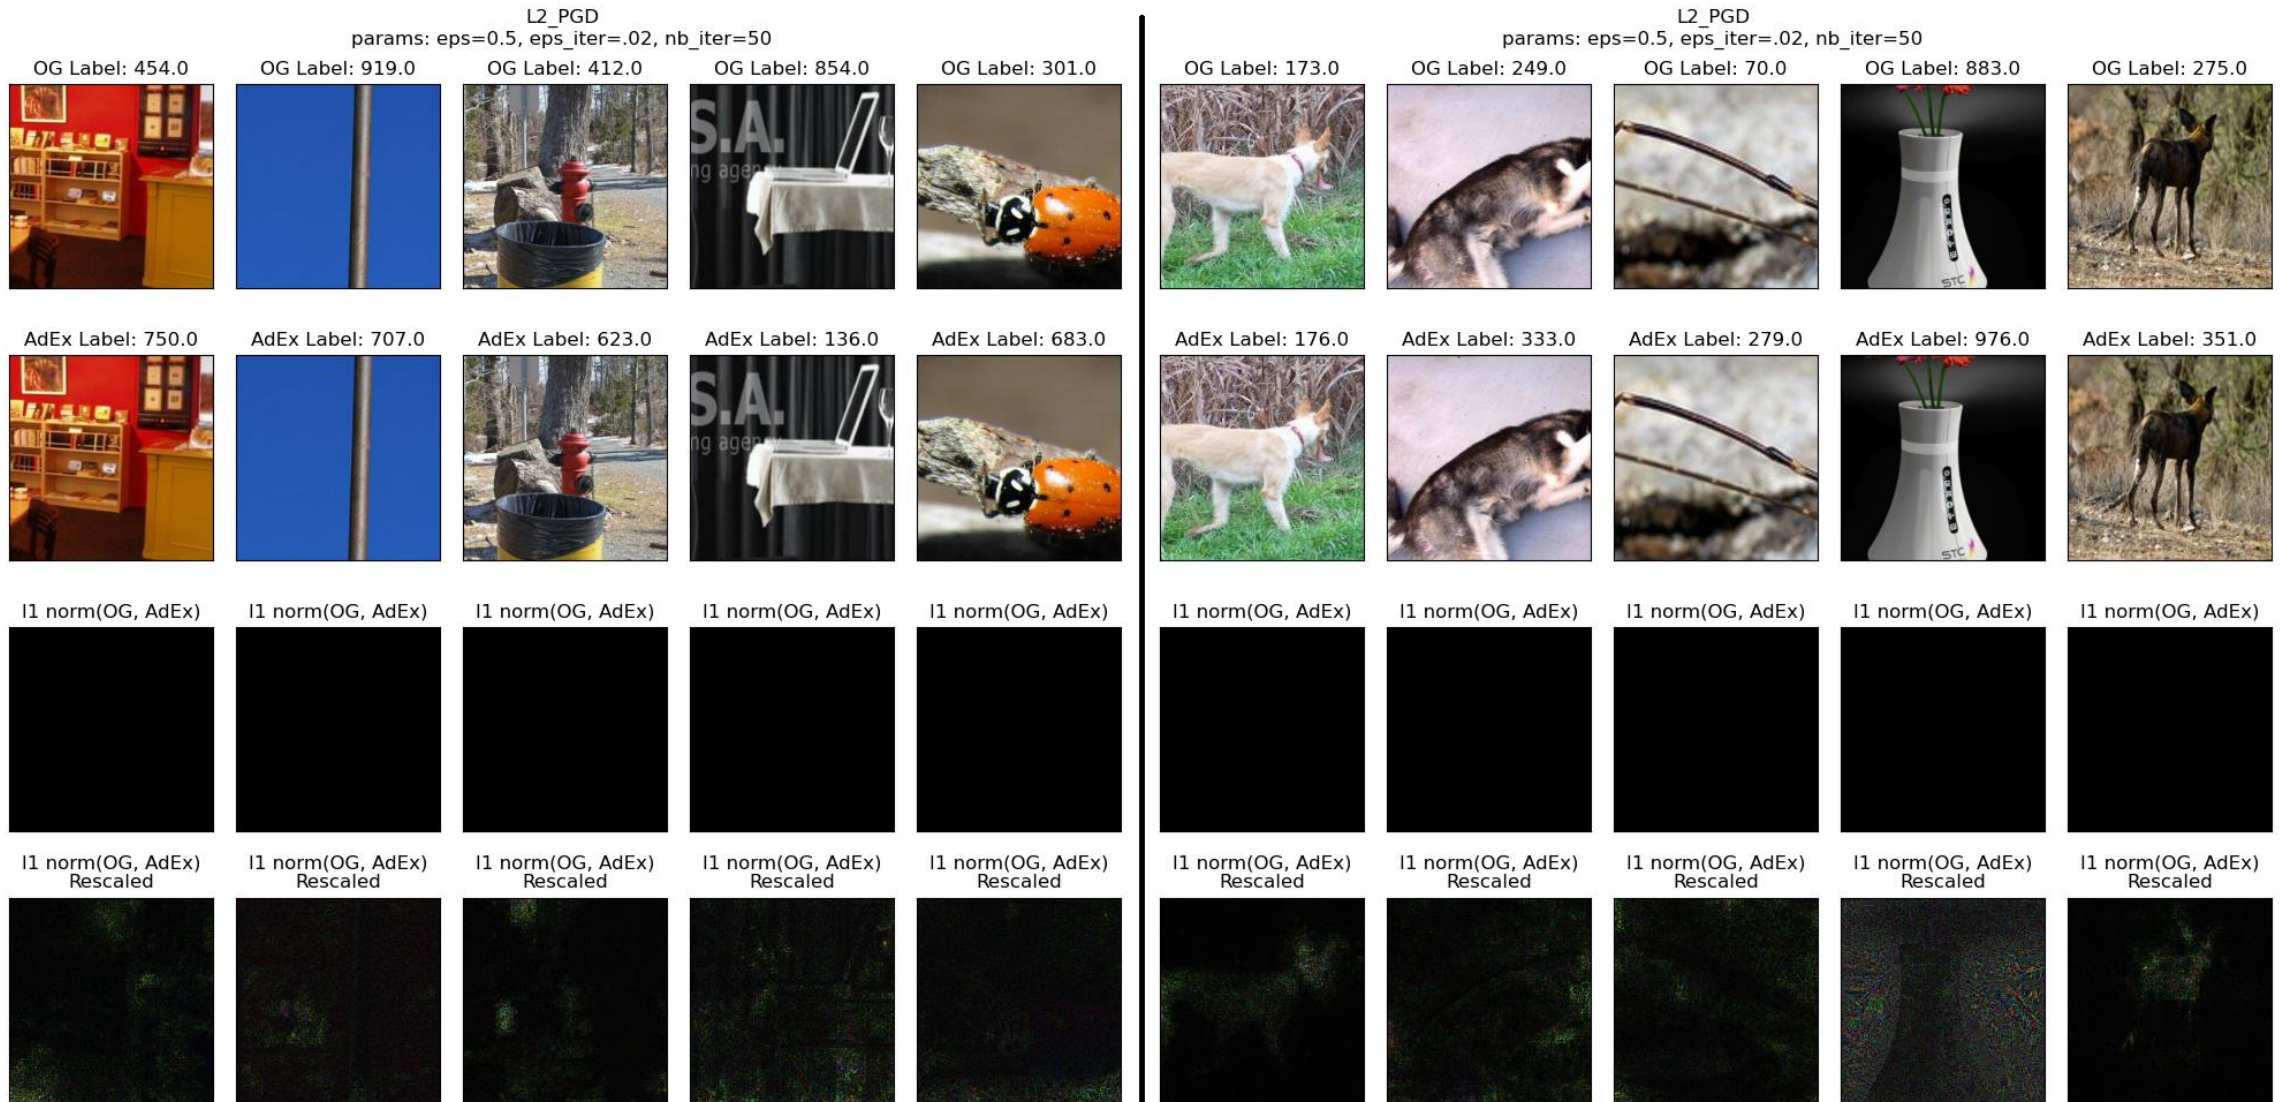 L2_PGD
params: eps=0.5, eps_iter=.02, nb_iter=50
OG Label: 454.0
OG Label: 919.0
OG Label: 412.0
OG Label: 854.0
OG Label: 301.0
S.A.
ng agency
AdEx Label: 750.0
AdEx Label: 707.0
AdEx Label: 623.0
AdEx Label: 136.0
AdEx Label: 683.0
S.A.
ng agency
l1 norm(OG, AdEx)
l1 norm(OG, AdEx)
l1 norm(OG, AdEx)
l1 norm(OG, AdEx)
l1 norm(OG, AdEx)
l1 norm(OG, AdEx)
Rescaled
l1 norm(OG, AdEx)
Rescaled
l1 norm(OG, AdEx)
Rescaled
l1 norm(OG, AdEx)
Rescaled
l1 norm(OG, AdEx)
Rescaled
L2_PGD
params: eps=0.5, eps_iter=.02, nb_iter=50
OG Label: 173.0
OG Label: 249.0
OG Label: 70.0
OG Label: 883.0
OG Label: 275.0
STC
AdEx Label: 176.0
AdEx Label: 333.0
AdEx Label: 279.0
AdEx Label: 976.0
AdEx Label: 351.0
STC
l1 norm(OG, AdEx)
l1 norm(OG, AdEx)
l1 norm(OG, AdEx)
l1 norm(OG, AdEx)
l1 norm(OG, AdEx)
l1 norm(OG, AdEx)
Rescaled
l1 norm(OG, AdEx)
Rescaled
l1 norm(OG, AdEx)
Rescaled
l1 norm(OG, AdEx)
Rescaled
l1 norm(OG, AdEx)
Rescaled